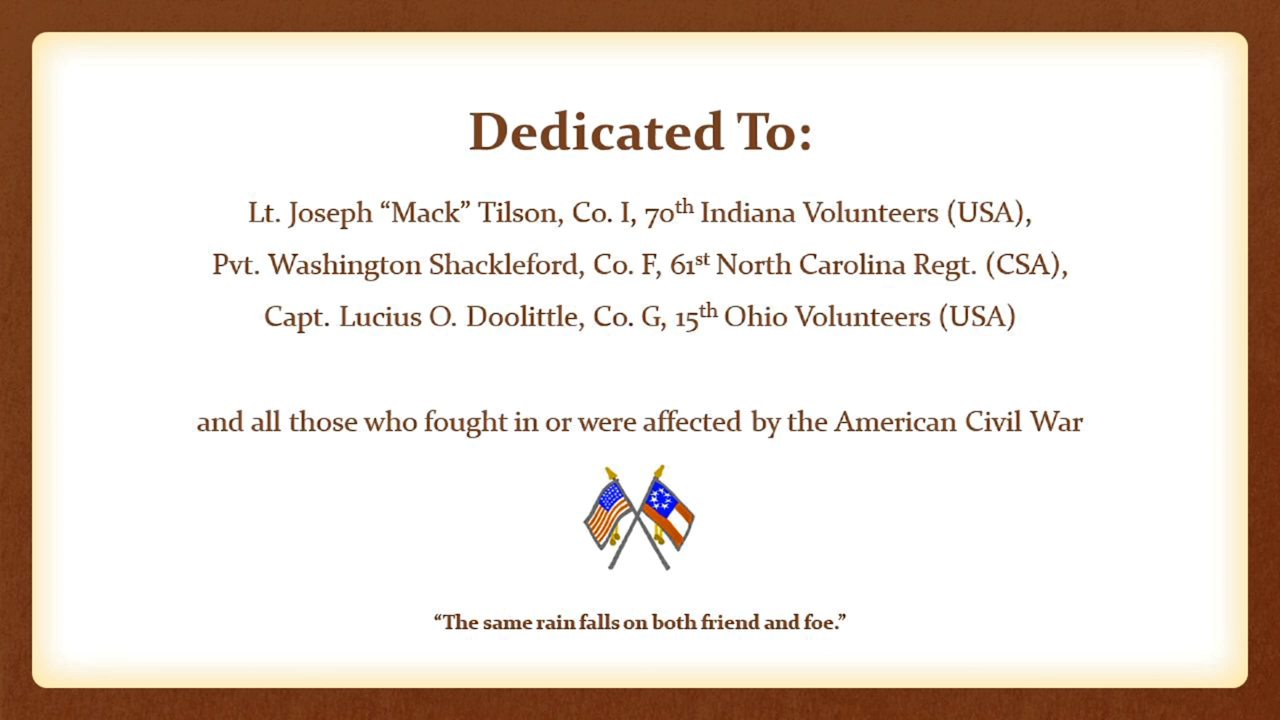 Dedicated To:
Lt. Joseph “Mack” Tilson, Co. I, 70th Indiana Volunteers (USA),
Pvt. Washington Shackleford, Co. F, 61st North Carolina Regt. (CSA),
Capt. Lucius O. Doolittle, Co. G, 15th Ohio Volunteers (USA)
and all those who fought in or were affected by the American Civil War
“The same rain falls on both friend and foe.”